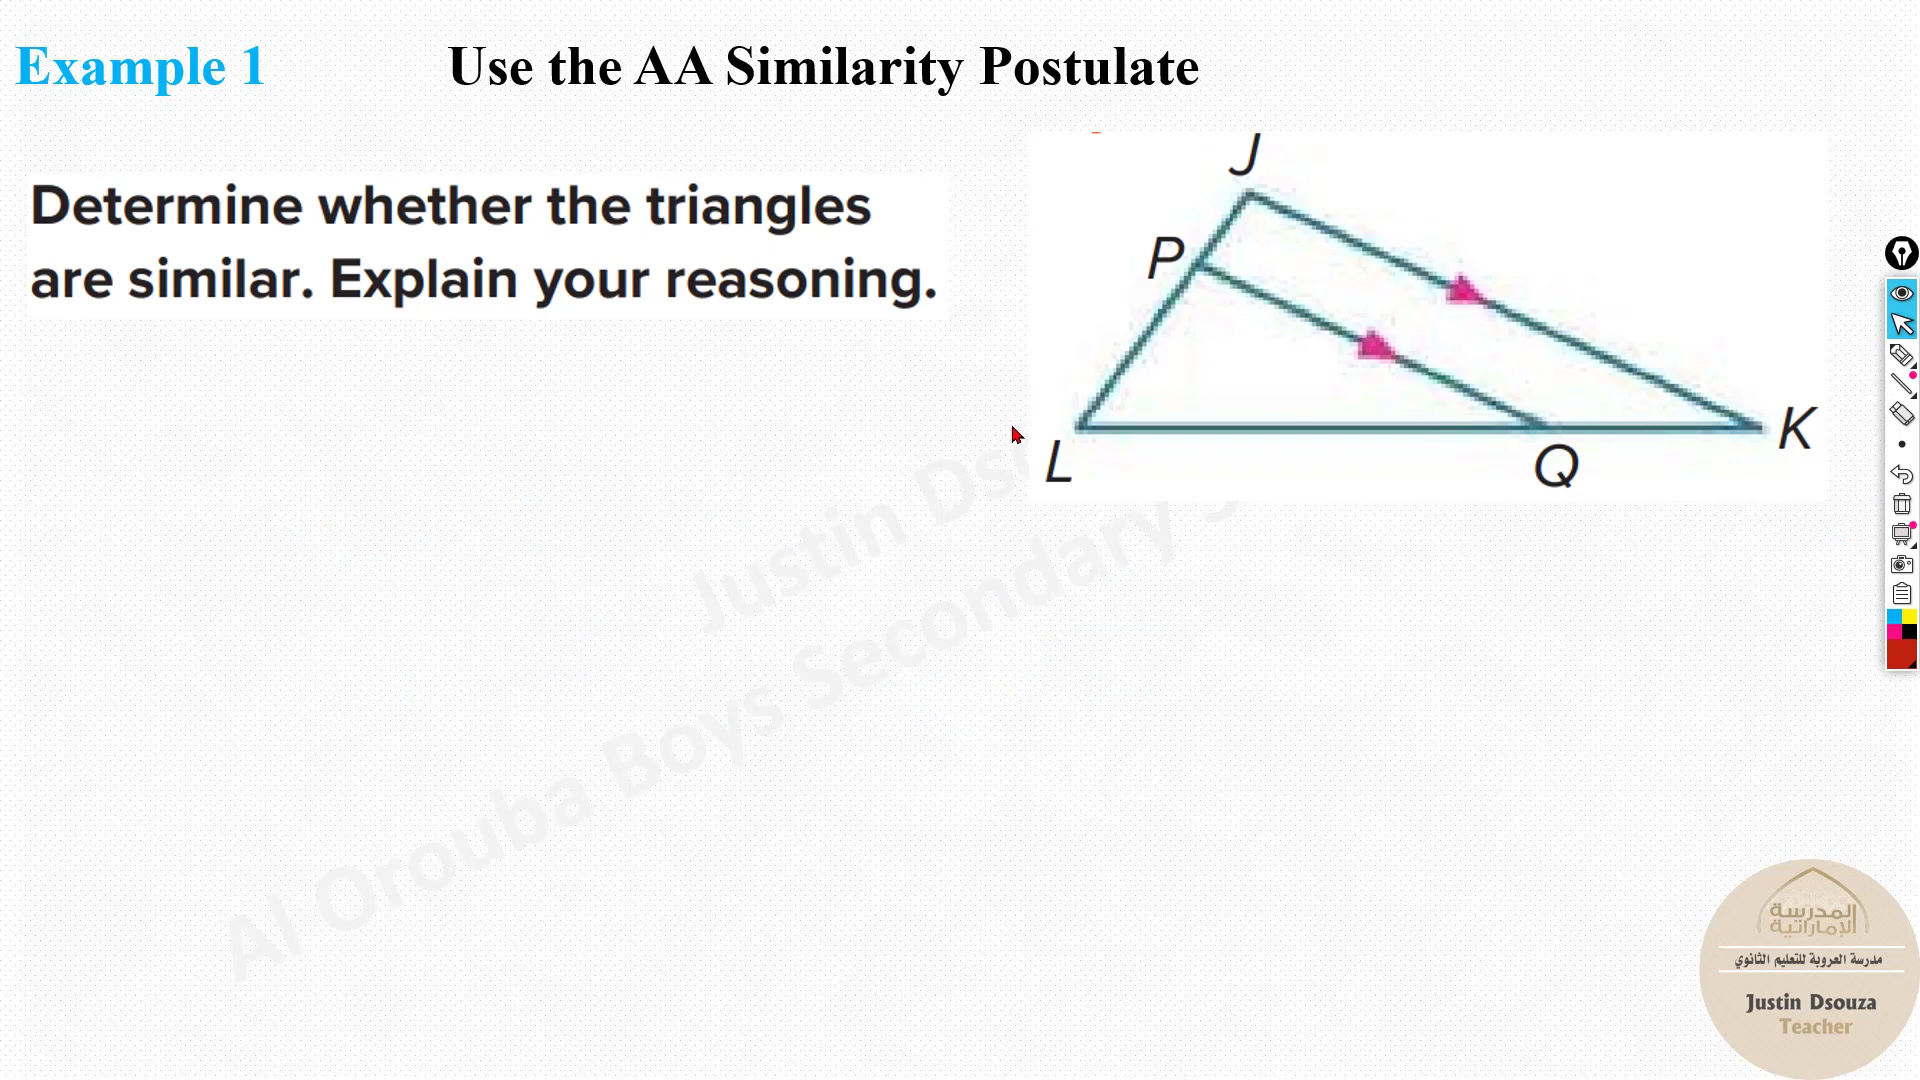 Example 1
Use the AA Similarity Postulate
Determine whether the triangles
are similar. Explain your reasoning.
J
P
L
Q
K
Justin Dso
Al Orouba Boys Secondary
المدرسة
الإماراتية
مدرسة العروبة للتعليم الثانوي
Justin Dsouza
Teacher